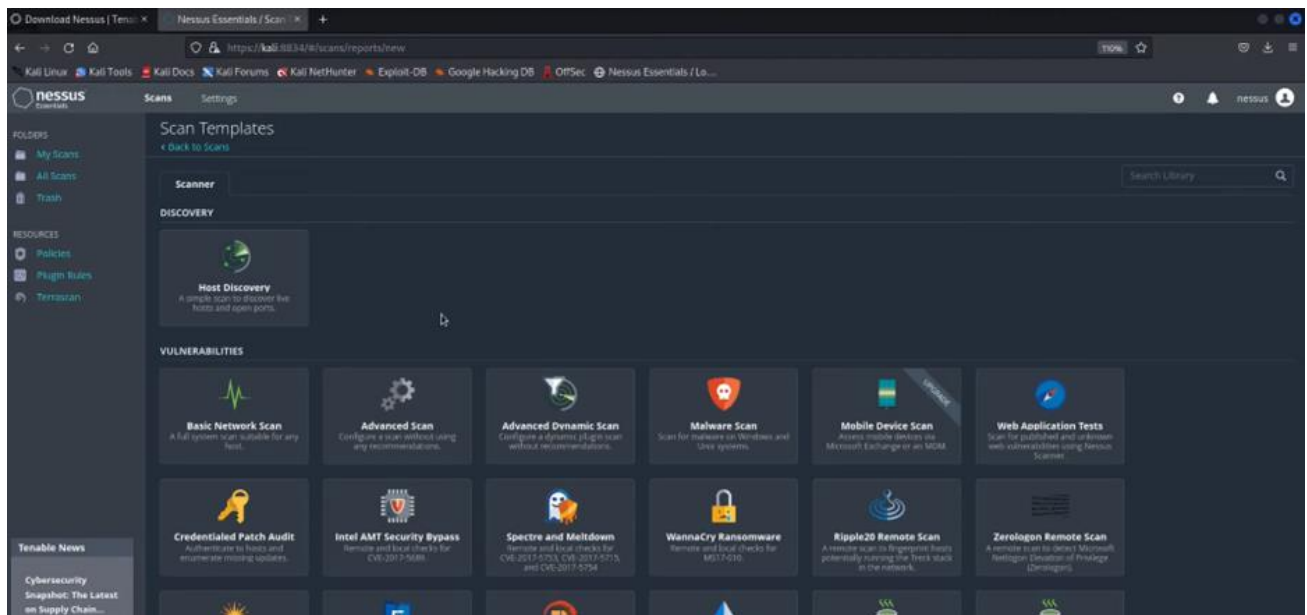 Download Nessus | Tena
Nessus Essentials / Scan T
https://kali:8834/#/scans/reports/new
110%
Kali Linux
Kali Tools
Kali Docs
Kali Forums
Kali NetHunter
Exploit-DB
Google Hacking DB
OffSec
Nessus Essentials / Lo...
nessus
Essentials
Scans
Settings
nessus
FOLDERS
My Scans
All Scans
Trash
RESOURCES
Policies
Plugin Rules
Terrascan
Tenable News
Cybersecurity
Snapshot: The Latest
on Supply Chain...
Scan Templates
< Back to Scans
Scanner
Search Library
DISCOVERY
Host Discovery
A simple scan to discover live
hosts and open ports.
VULNERABILITIES
Basic Network Scan
A full system scan suitable for any
host.
Advanced Scan
Configure a scan without using
any recommendations.
Advanced Dynamic Scan
Configure a dynamic plugin scan
without recommendations.
Malware Scan
Scan for malware on Windows and
Unix systems.
UPGRADE
Mobile Device Scan
Assess mobile devices via
Microsoft Exchange or an MDM.
Web Application Tests
Scan for published and unknown
web vulnerabilities using Nessus
Scanner.
Credentialed Patch Audit
Authenticate to hosts and
enumerate missing updates.
Intel AMT Security Bypass
Remote and local checks for
CVE-2017-5689.
Spectre and Meltdown
Remote and local checks for
CVE-2017-5753, CVE-2017-5715,
and CVE-2017-5754
WannaCry Ransomware
Remote and local checks for
MS17-010.
Ripple20 Remote Scan
A remote scan to fingerprint hosts
potentially running the Treck stack
in the network.
Zerologon Remote Scan
A remote scan to detect Microsoft
Netlogon Elevation of Privilege
(Zerologon).